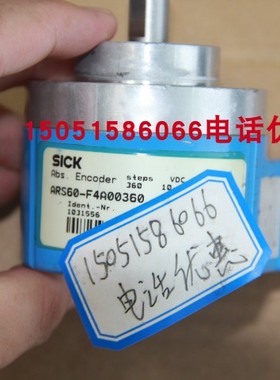 15051586066电话优
SICK
Abs. Encoder steps VDC
360 10
ARS60-F4A00360
Ident.-Nr.
1031556
15051586066
电话优惠